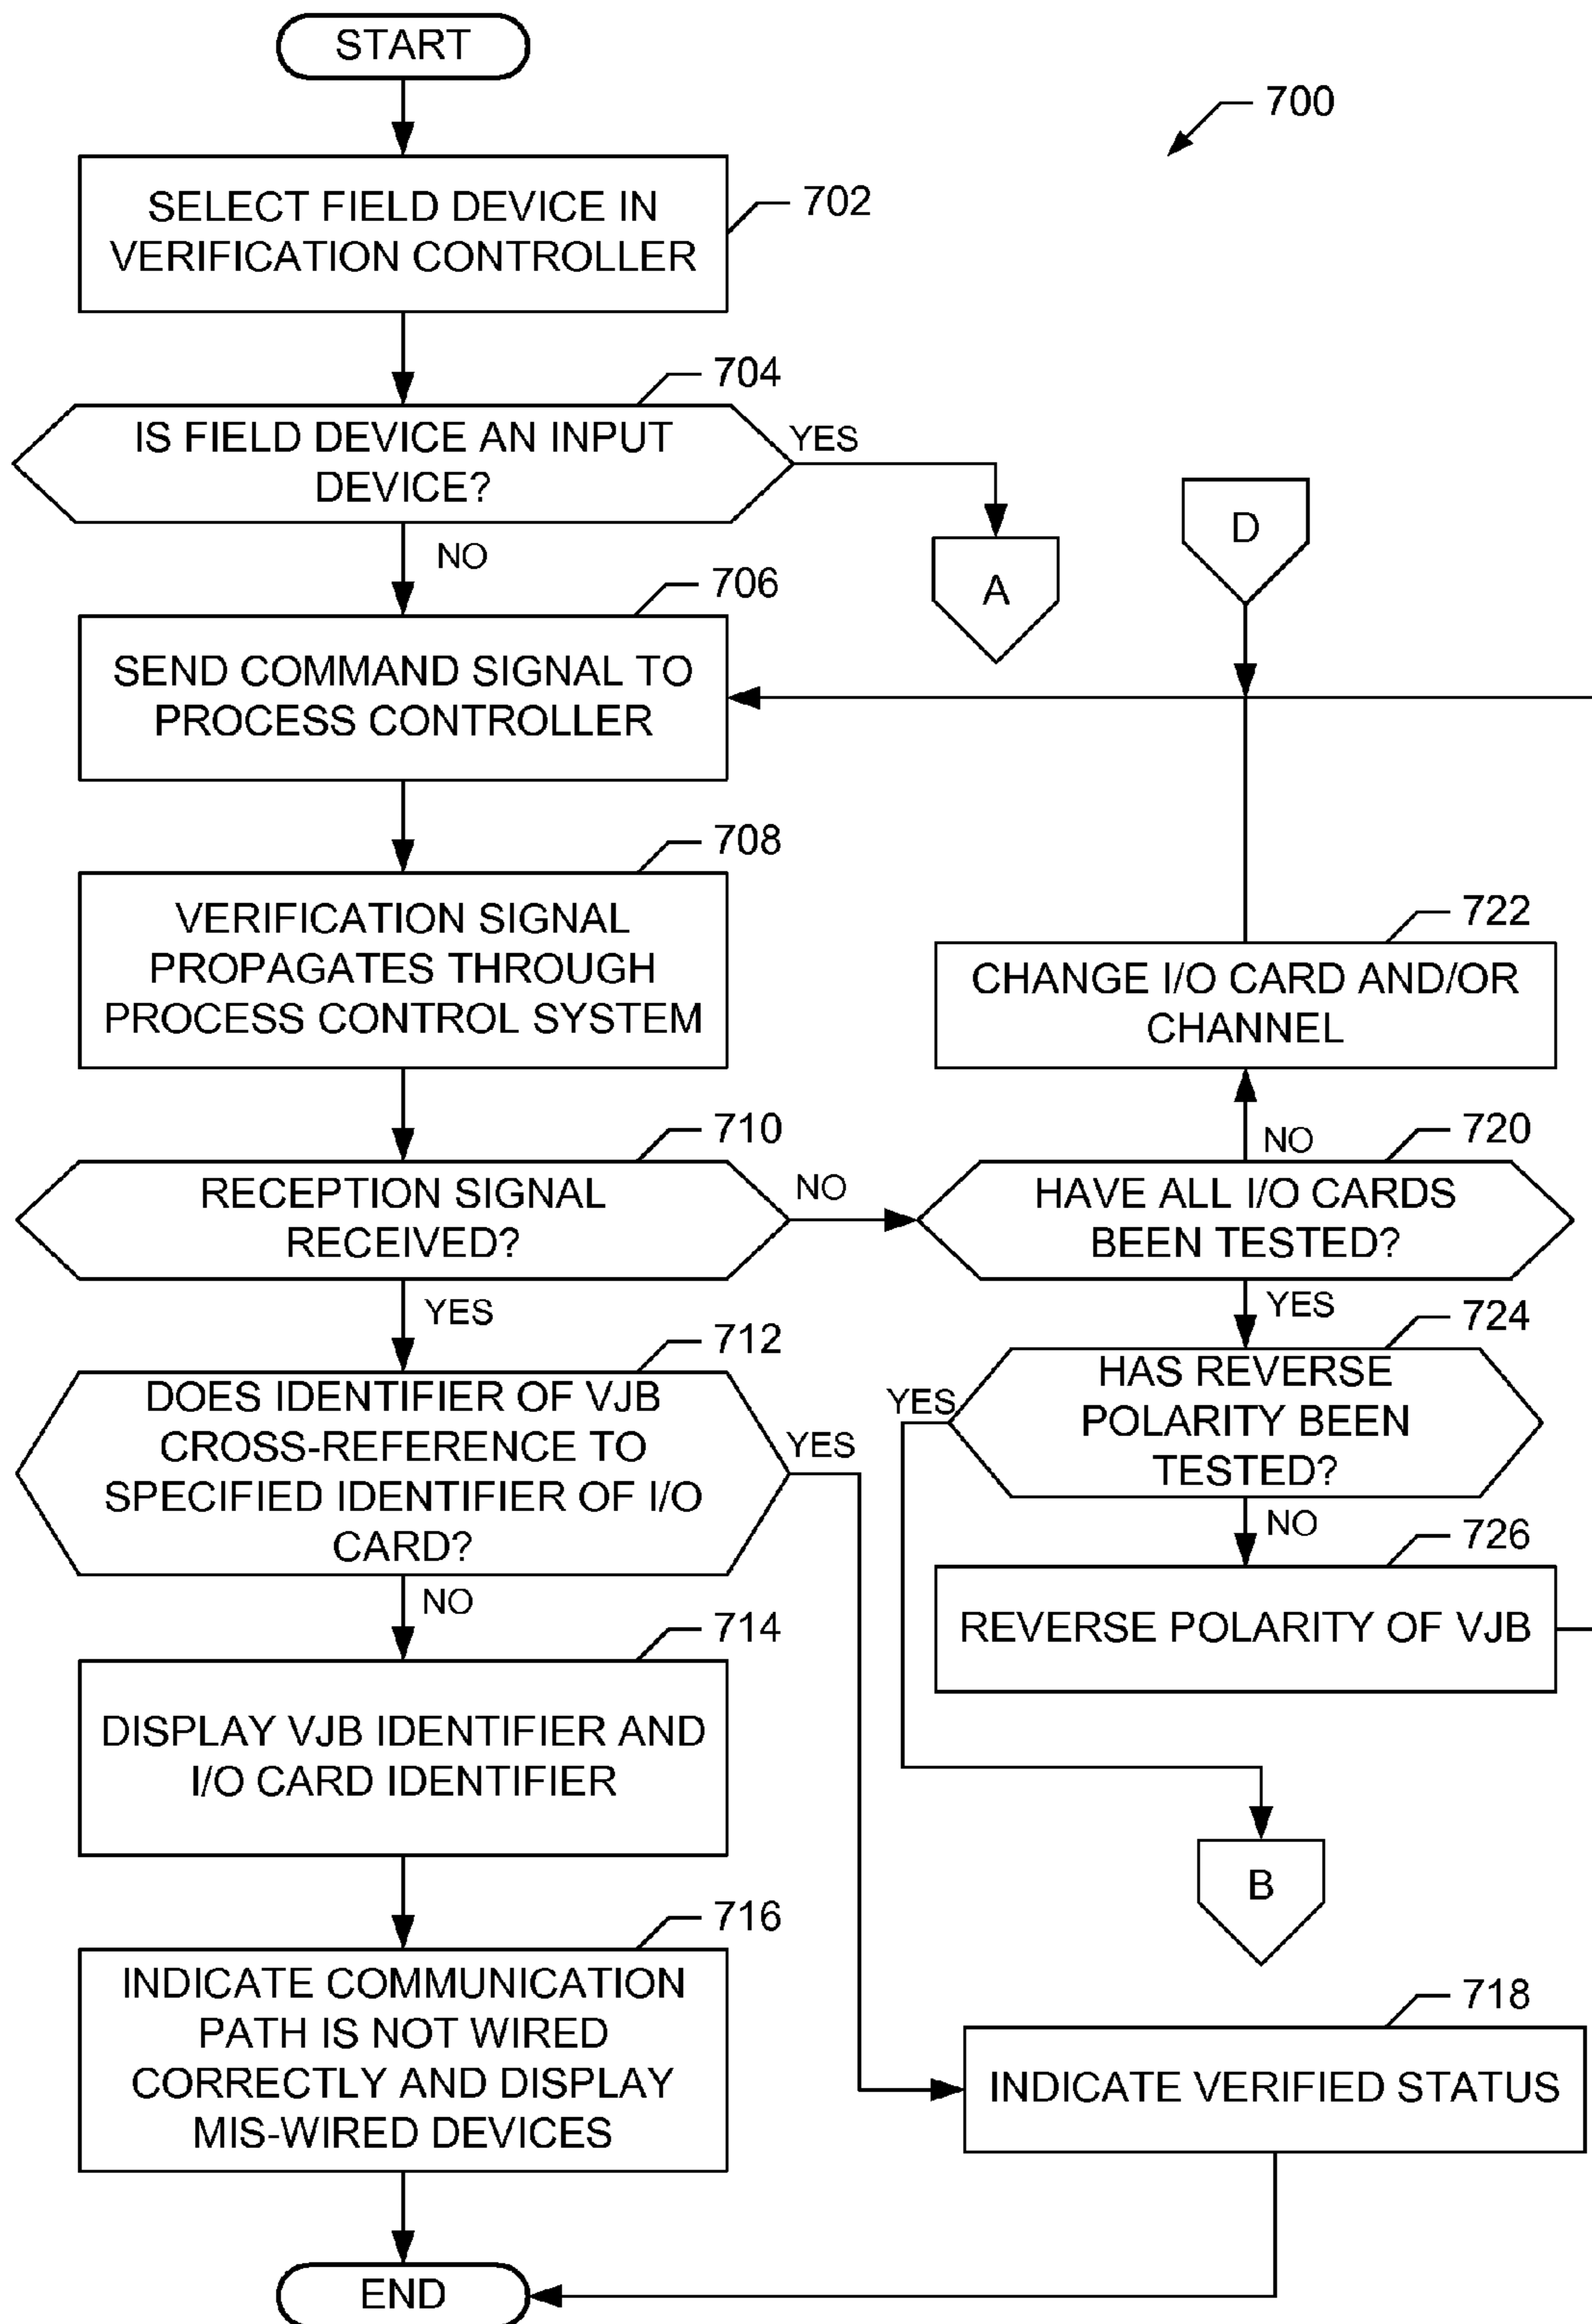 START
700
SELECT FIELD DEVICE IN
VERIFICATION CONTROLLER
702
704
IS FIELD DEVICE AN INPUT
DEVICE?
YES
NO
A
D
706
SEND COMMAND SIGNAL TO
PROCESS CONTROLLER
708
VERIFICATION SIGNAL
PROPAGATES THROUGH
PROCESS CONTROL SYSTEM
722
CHANGE I/O CARD AND/OR
CHANNEL
710
RECEPTION SIGNAL
RECEIVED?
NO
YES
NO
720
HAVE ALL I/O CARDS
BEEN TESTED?
YES
712
DOES IDENTIFIER OF VJB
CROSS-REFERENCE TO
SPECIFIED IDENTIFIER OF I/O
CARD?
YES
NO
724
HAS REVERSE
POLARITY BEEN
TESTED?
YES
NO
726
REVERSE POLARITY OF VJB
714
DISPLAY VJB IDENTIFIER AND
I/O CARD IDENTIFIER
B
716
INDICATE COMMUNICATION
PATH IS NOT WIRED
CORRECTLY AND DISPLAY
MIS-WIRED DEVICES
718
INDICATE VERIFIED STATUS
END